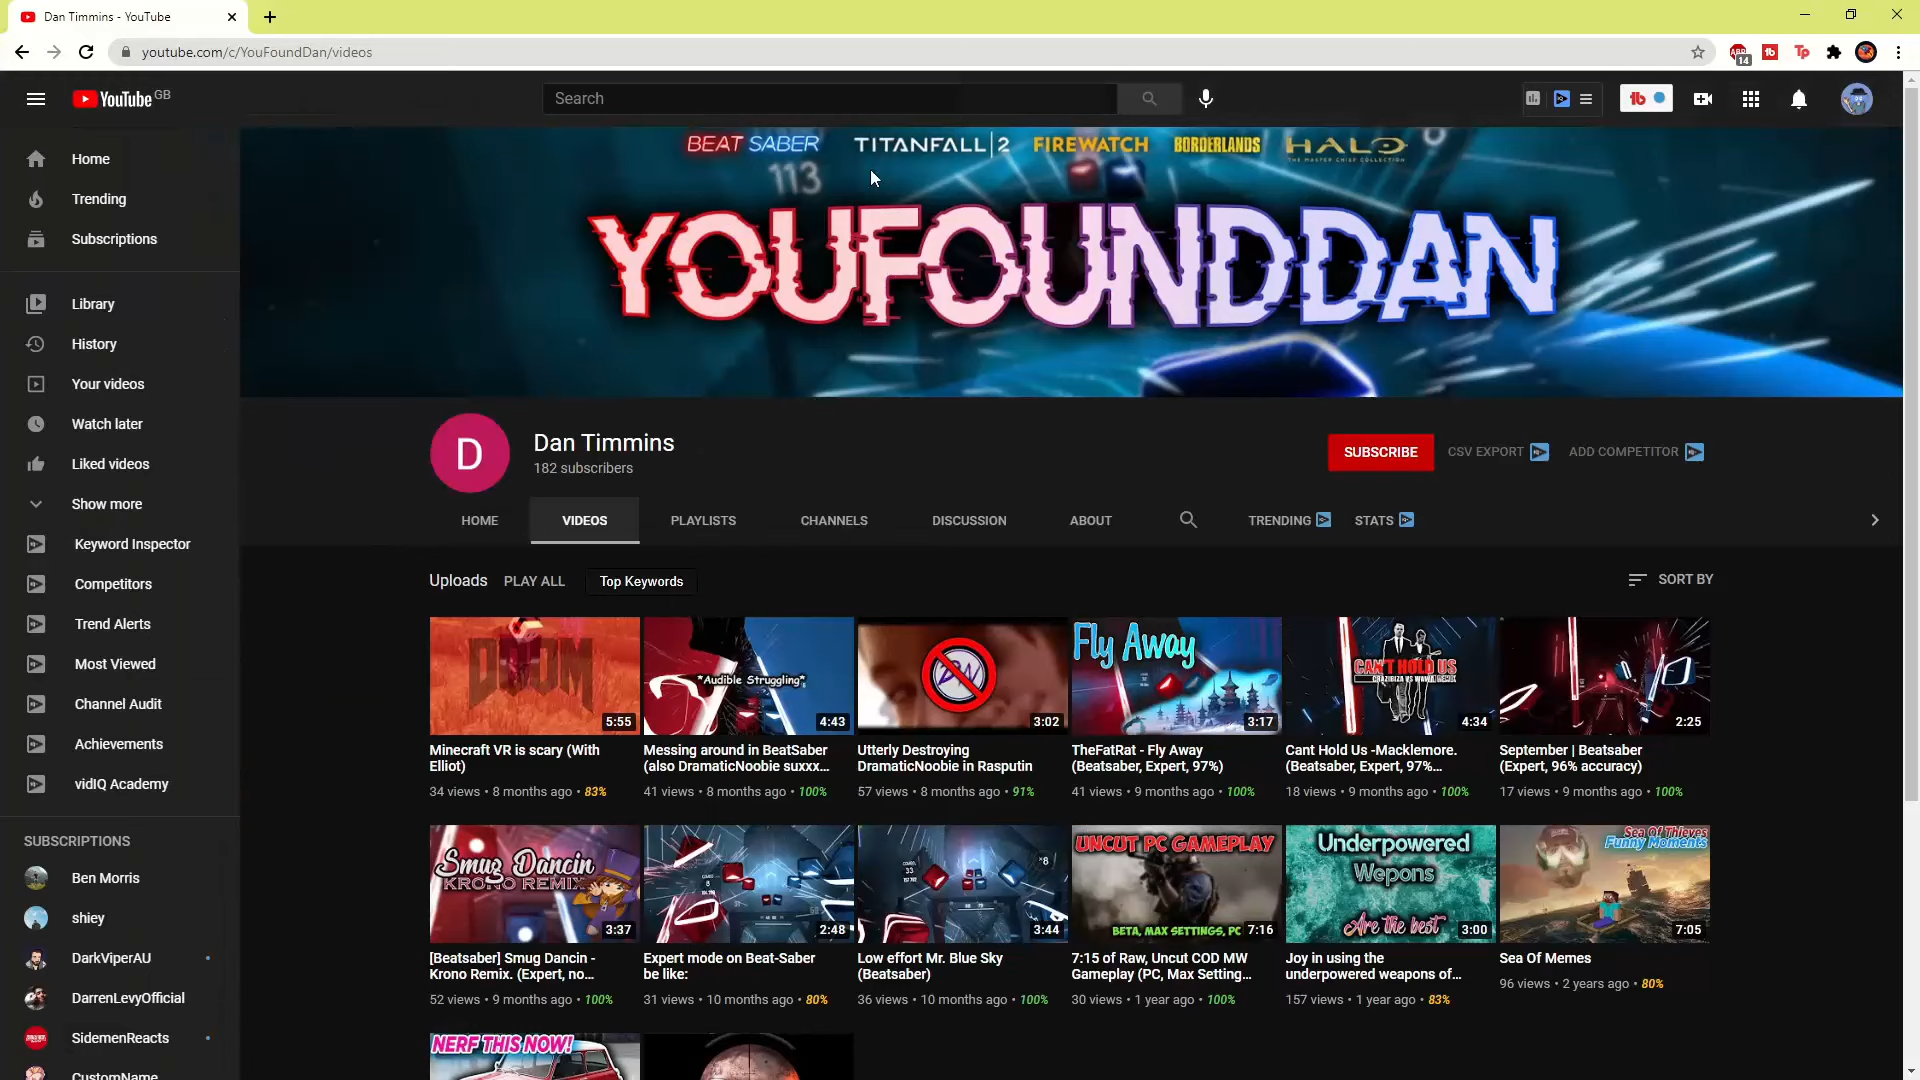 Dan Timmins - YouTube
youtube.com/c/YouFoundDan/videos
14
YouTube GB
Search
Home
Trending
Subscriptions
Library
History
Your videos
Watch later
Liked videos
Show more
Keyword Inspector
Competitors
Trend Alerts
Most Viewed
Channel Audit
Achievements
vidIQ Academy
SUBSCRIPTIONS
Ben Morris
shiey
DarkViperAU
DarrenLevyOfficial
SidemenReacts
CustomName
BEAT SABER TITANFALL|2 FIREWATCH BORDERLANDS HALO
THE MASTER CHIEF COLLECTION
113
YOUFOUNDDAN
D
Dan Timmins
182 subscribers
SUBSCRIBE CSV EXPORT ADD COMPETITOR
HOME VIDEOS PLAYLISTS CHANNELS DISCUSSION ABOUT TRENDING STATS
Uploads PLAY ALL Top Keywords SORT BY
DOOM
5:55
Minecraft VR is scary (With
Elliot)
34 views • 8 months ago • 83%
*Audible Struggling*
4:43
Messing around in BeatSaber
(also DramaticNoobie suxxx...
41 views • 8 months ago • 100%
3:02
Utterly Destroying
DramaticNoobie in Rasputin
57 views • 8 months ago • 91%
Fly Away
3:17
TheFatRat - Fly Away
(Beatsaber, Expert, 97%)
41 views • 9 months ago • 100%
CAN'T HOLD US
4:34
Cant Hold Us -Macklemore.
(Beatsaber, Expert, 97%...
18 views • 9 months ago • 100%
2:25
September | Beatsaber
(Expert, 96% accuracy)
17 views • 9 months ago • 100%
Smug Dancin
KRONO REMIX
3:37
[Beatsaber] Smug Dancin -
Krono Remix. (Expert, no...
52 views • 9 months ago • 100%
2:48
Expert mode on Beat-Saber
be like:
31 views • 10 months ago • 80%
3:44
Low effort Mr. Blue Sky
(Beatsaber)
36 views • 10 months ago • 100%
UNCUT PC GAMEPLAY
BETA, MAX SETTINGS, PC
7:16
7:15 of Raw, Uncut COD MW
Gameplay (PC, Max Setting...
30 views • 1 year ago • 100%
Underpowered
Wepons
Are the best
3:00
Joy in using the
underpowered weapons of...
157 views • 1 year ago • 83%
Sea Of Thieves
Funny Moments
7:05
Sea Of Memes
96 views • 2 years ago • 80%
NERF THIS NOW!